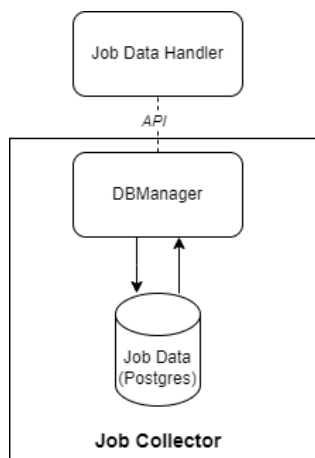 Job Data Handler
API
DBManager
Job Data
(Postgres)
Job Collector